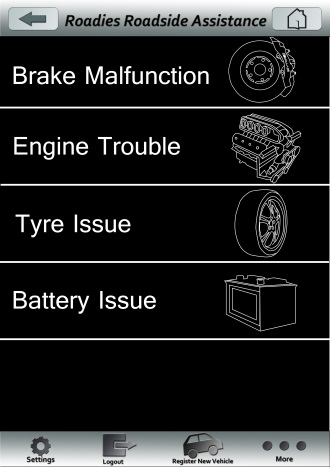 Roadies Roadside Assistance
Brake Malfunction
Engine Trouble
Tyre Issue
Battery Issue
Settings
Logout
Register New Vehicle
More